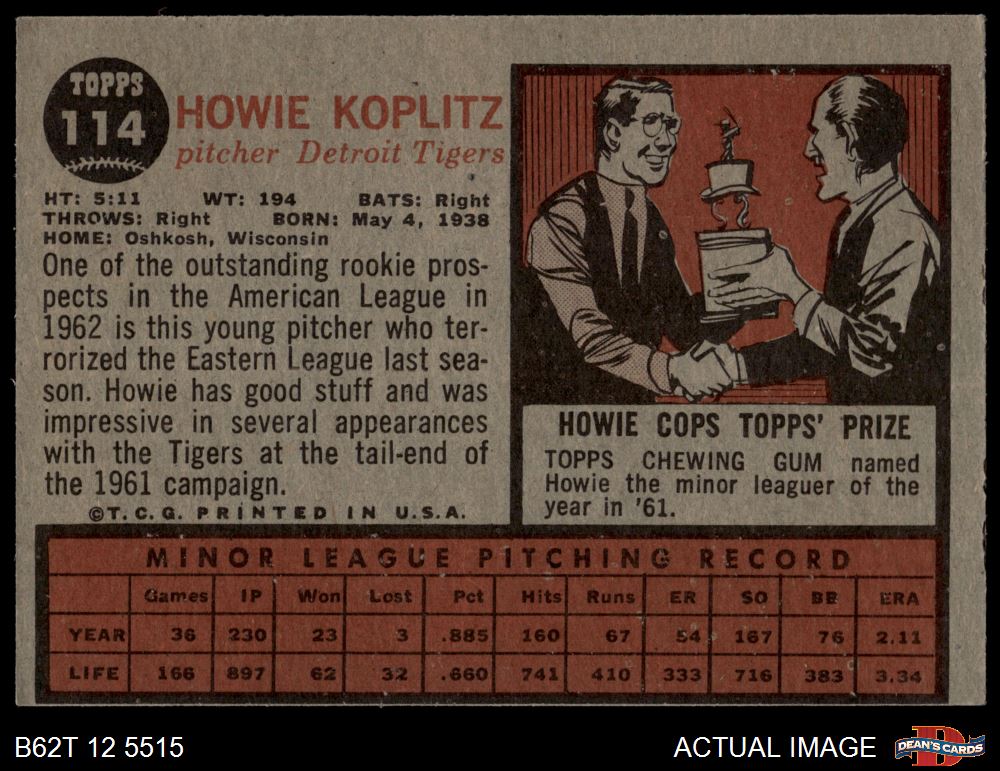 TOPPS
114
HOWIE KOPLITZ
pitcher Detroit Tigers
HT: 5:11 WT: 194 BATS: Right
THROWS: Right BORN: May 4, 1938
HOME: Oshkosh, Wisconsin
One of the outstanding rookie pros-
pects in the American League in
1962 is this young pitcher who ter-
rorized the Eastern League last sea-
son. Howie has good stuff and was
impressive in several appearances
with the Tigers at the tail-end of
the 1961 campaign.
©T.C.G. PRINTED IN U.S.A.
HOWIE COPS TOPPS' PRIZE
TOPPS CHEWING GUM named
Howie the minor leaguer of the
year in '61.
MINOR LEAGUE PITCHING RECORD
Games IP Won Lost Pct Hits Runs ER SO BB ERA
YEAR 36 230 23 3 .885 160 67 54 167 76 2.11
LIFE 166 897 62 32 .660 741 410 333 716 383 3.34
B62T 12 5515
ACTUAL IMAGE
D
DEAN'S CARDS